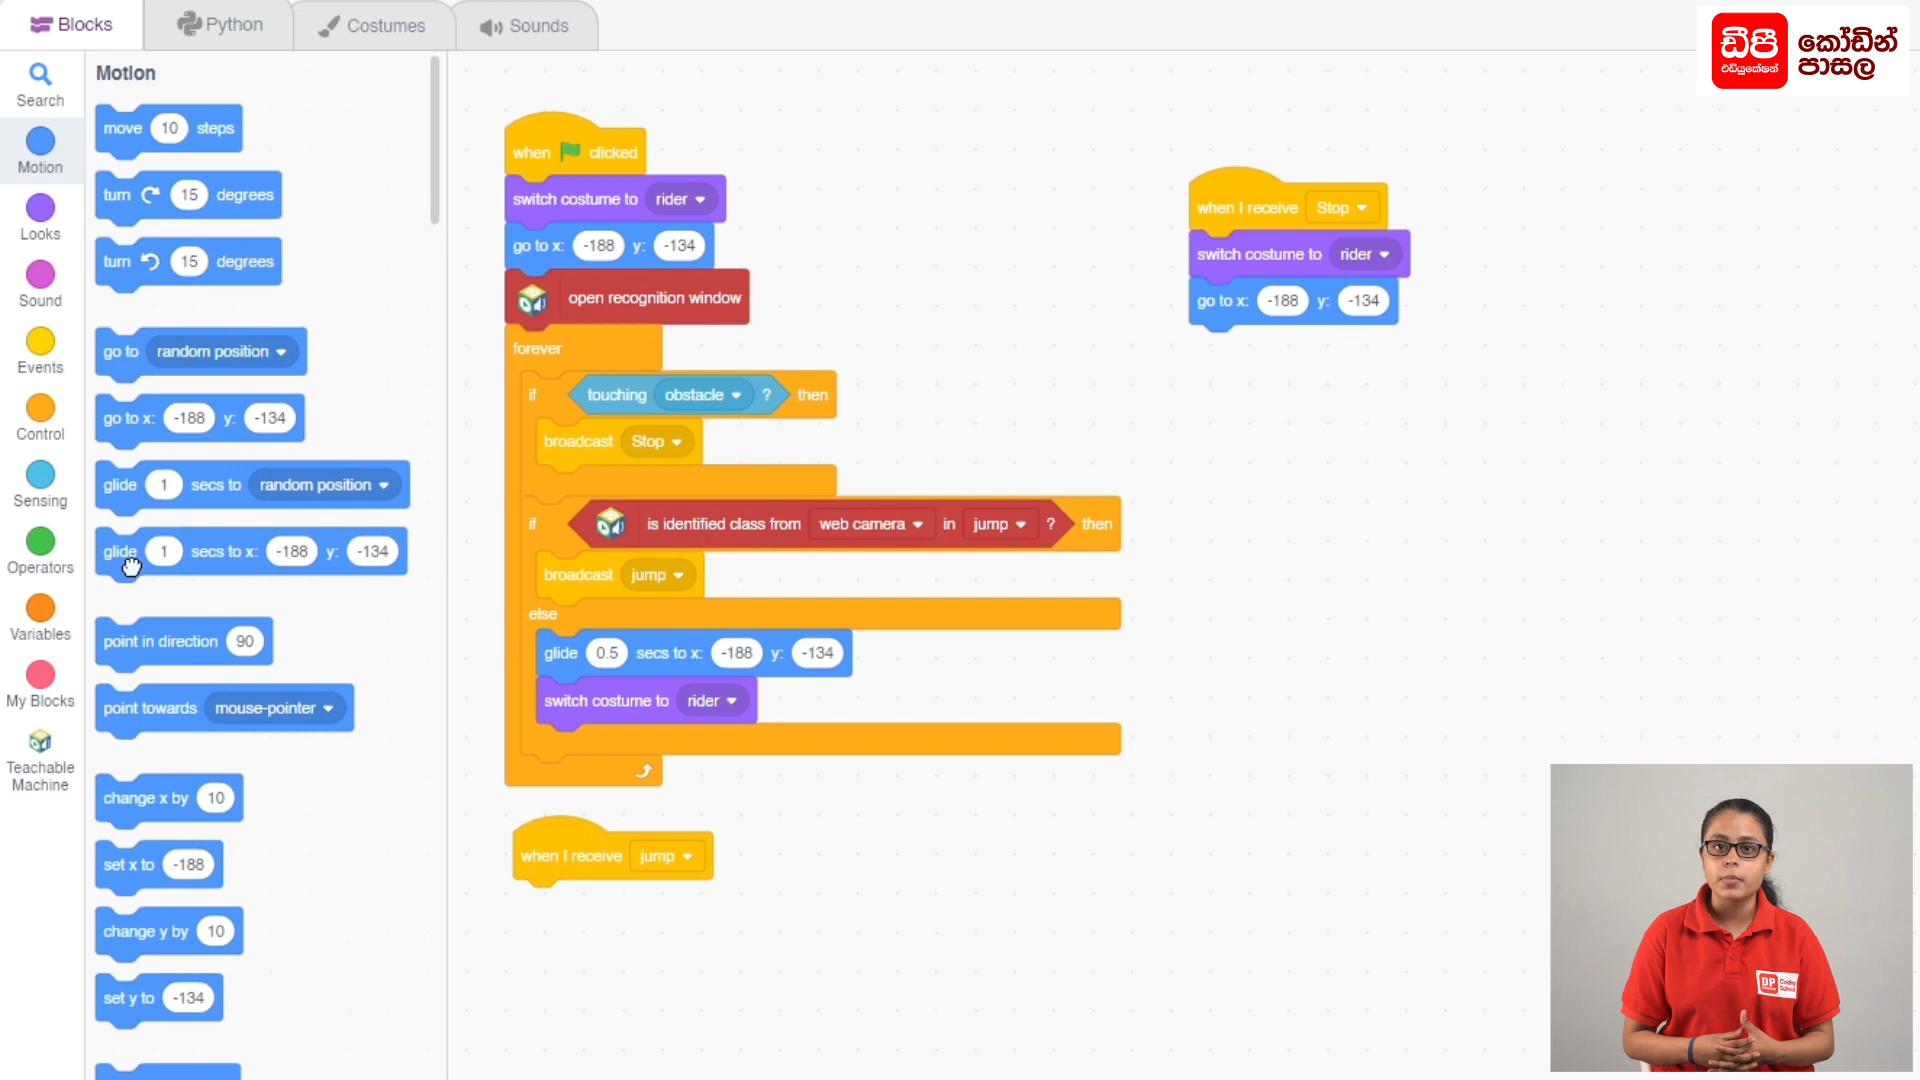 Blocks
Python
Costumes
Sounds
ඩීපී
එඩියුකේෂන්
කෝඩින්
පාසල
Search
Motion
Looks
Sound
Events
Control
Sensing
Operators
Variables
My Blocks
Teachable
Machine
Motion
move 10 steps
turn 15 degrees
turn 15 degrees
go to random position
go to x: -188 y: -134
glide 1 secs to random position
glide 1 secs to x: -188 y: -134
point in direction 90
point towards mouse-pointer
change x by 10
set x to -188
change y by 10
set y to -134
when clicked
switch costume to rider
go to x: -188 y: -134
open recognition window
forever
if touching obstacle ? then
broadcast Stop
if is identified class from web camera in jump ? then
broadcast jump
else
glide 0.5 secs to x: -188 y: -134
switch costume to rider
when I receive jump
when I receive Stop
switch costume to rider
go to x: -188 y: -134
DP
Coding
School